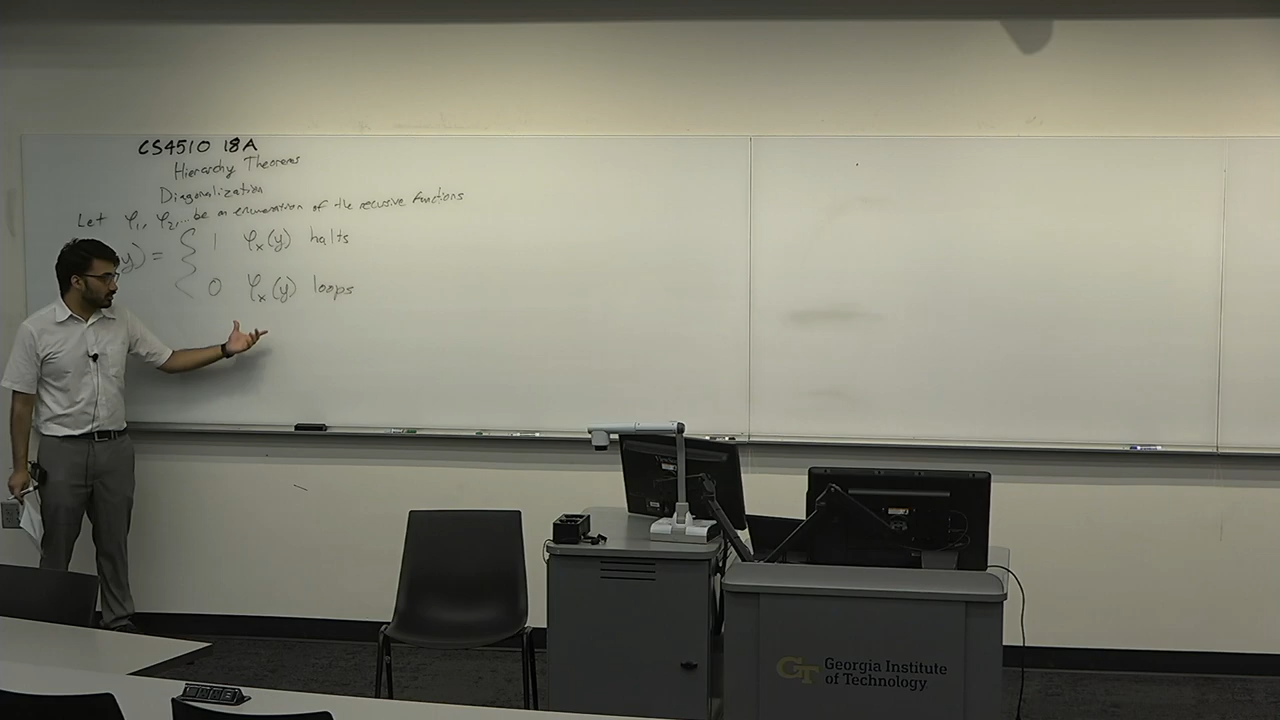 CS4510 18A
Hierarchy Theorems
Diagonalization
Let φ₁, φ₂, ... be an enumeration of the recursive functions
y) = { 1 φₓ(y) halts
0 φₓ(y) loops
GT Georgia Institute
of Technology